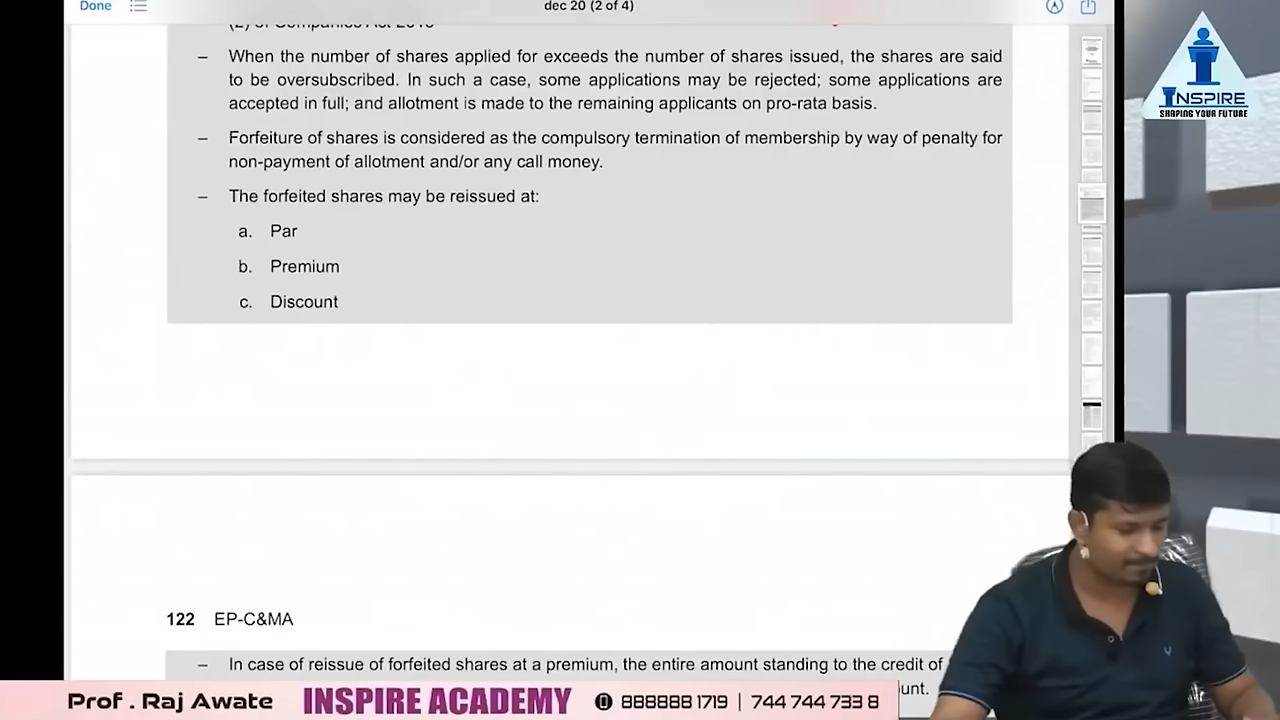 Done
dec 20 (2 of 4)
– When the number of shares applied for exceeds the number of shares issued, the shares are said
to be oversubscribed. In such a case, some applications may be rejected; some applications are
accepted in full; and allotment is made to the remaining applicants on pro-rata basis.
– Forfeiture of shares is considered as the compulsory termination of membership by way of penalty for
non-payment of allotment and/or any call money.
– The forfeited shares may be reissued at:
a. Par
b. Premium
c. Discount
122 EP-C&MA
– In case of reissue of forfeited shares at a premium, the entire amount standing to the credit of
INSPIRE
SHAPING YOUR FUTURE
Prof . Raj Awate INSPIRE ACADEMY 888888 1719 | 744 744 733 8